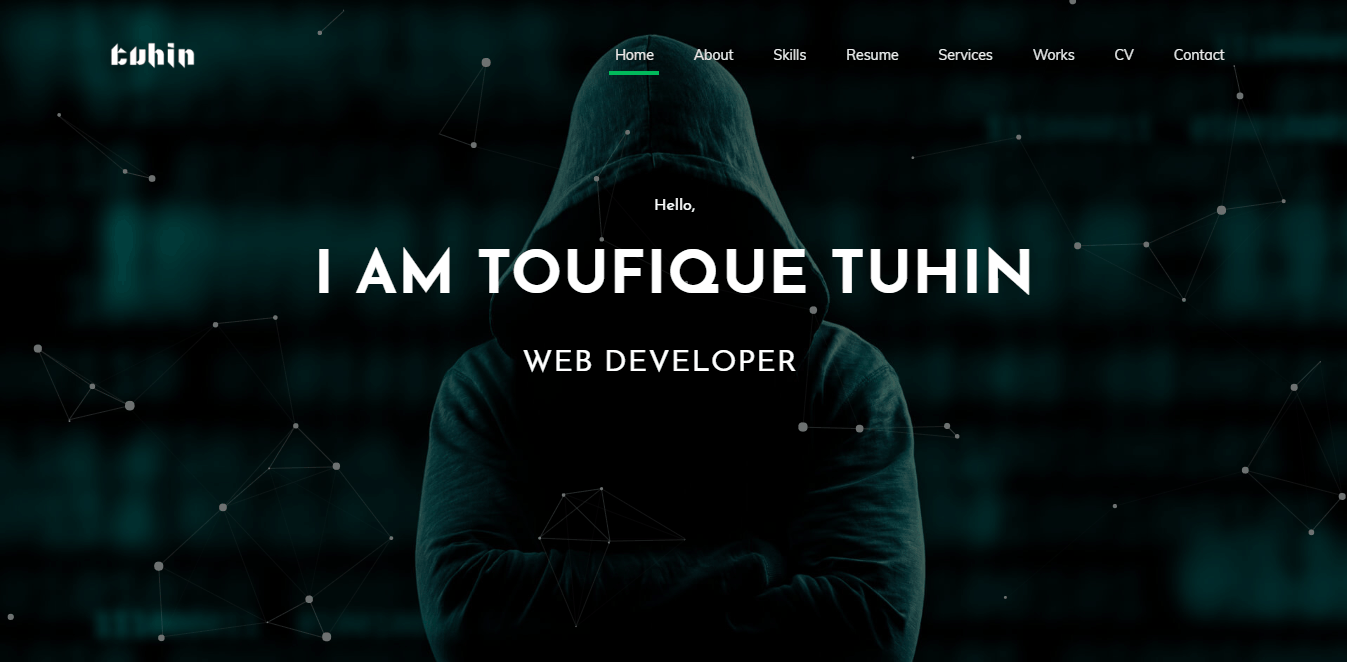 tuhin
Home About Skills Resume Services Works CV Contact
Hello,
I AM TOUFIQUE TUHIN
WEB DEVELOPER